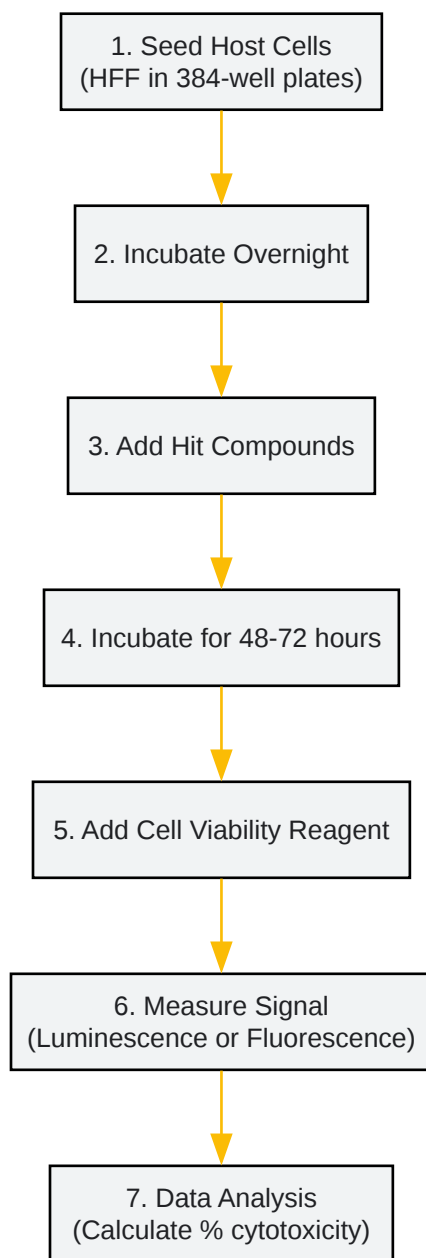 1. Seed Host Cells
(HFF in 384-well plates)
2. Incubate Overnight
3. Add Hit Compounds
4. Incubate for 48-72 hours
5. Add Cell Viability Reagent
6. Measure Signal
(Luminescence or Fluorescence)
7. Data Analysis
(Calculate % cytotoxicity)